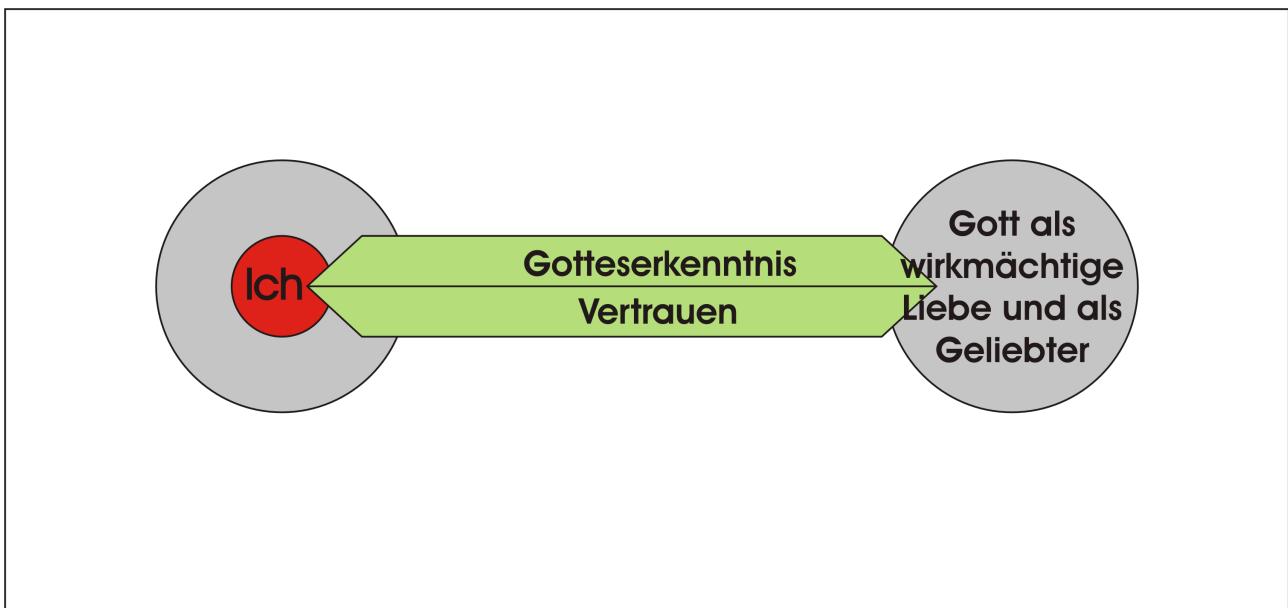 Ich
Gotteserkenntnis
Vertrauen
Gott als
wirkmächtige
Liebe und als
Geliebter